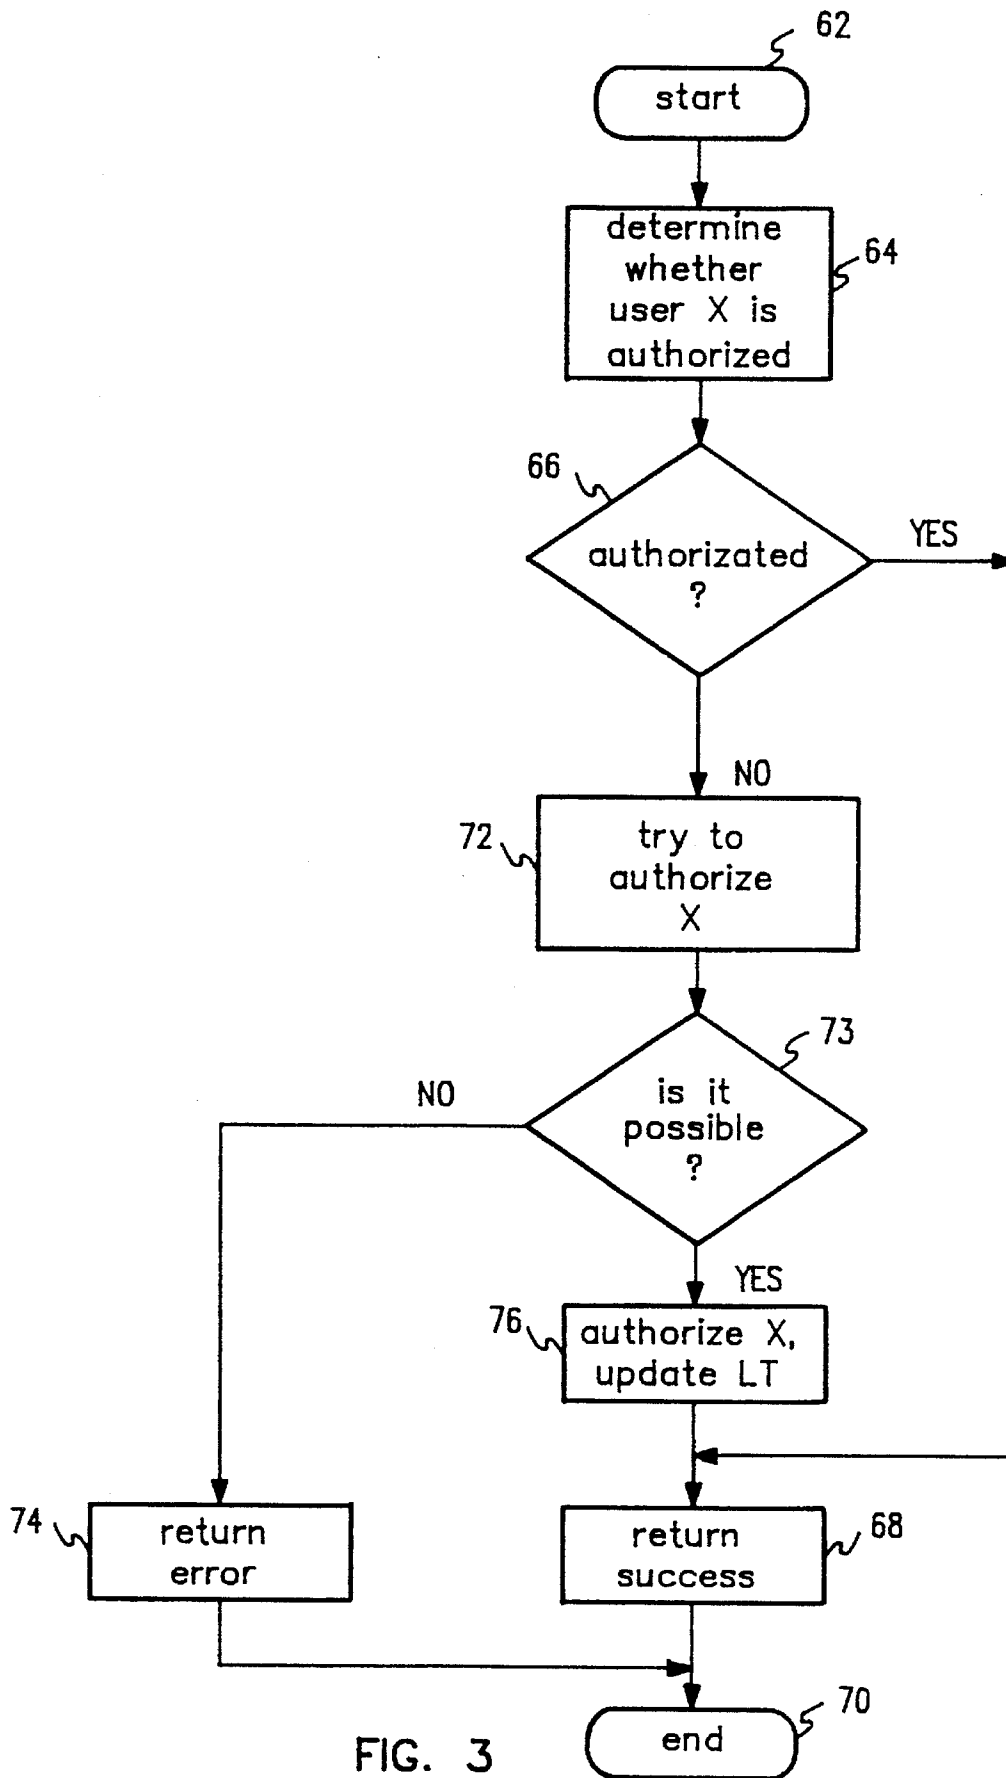 62
start
determine
whether
user X is
authorized
64
66
authorizated
?
YES
NO
72
try to
authorize
X
73
is it
possible
?
NO
YES
76
authorize X,
update LT
74
return
error
return
success
68
end
70
FIG. 3